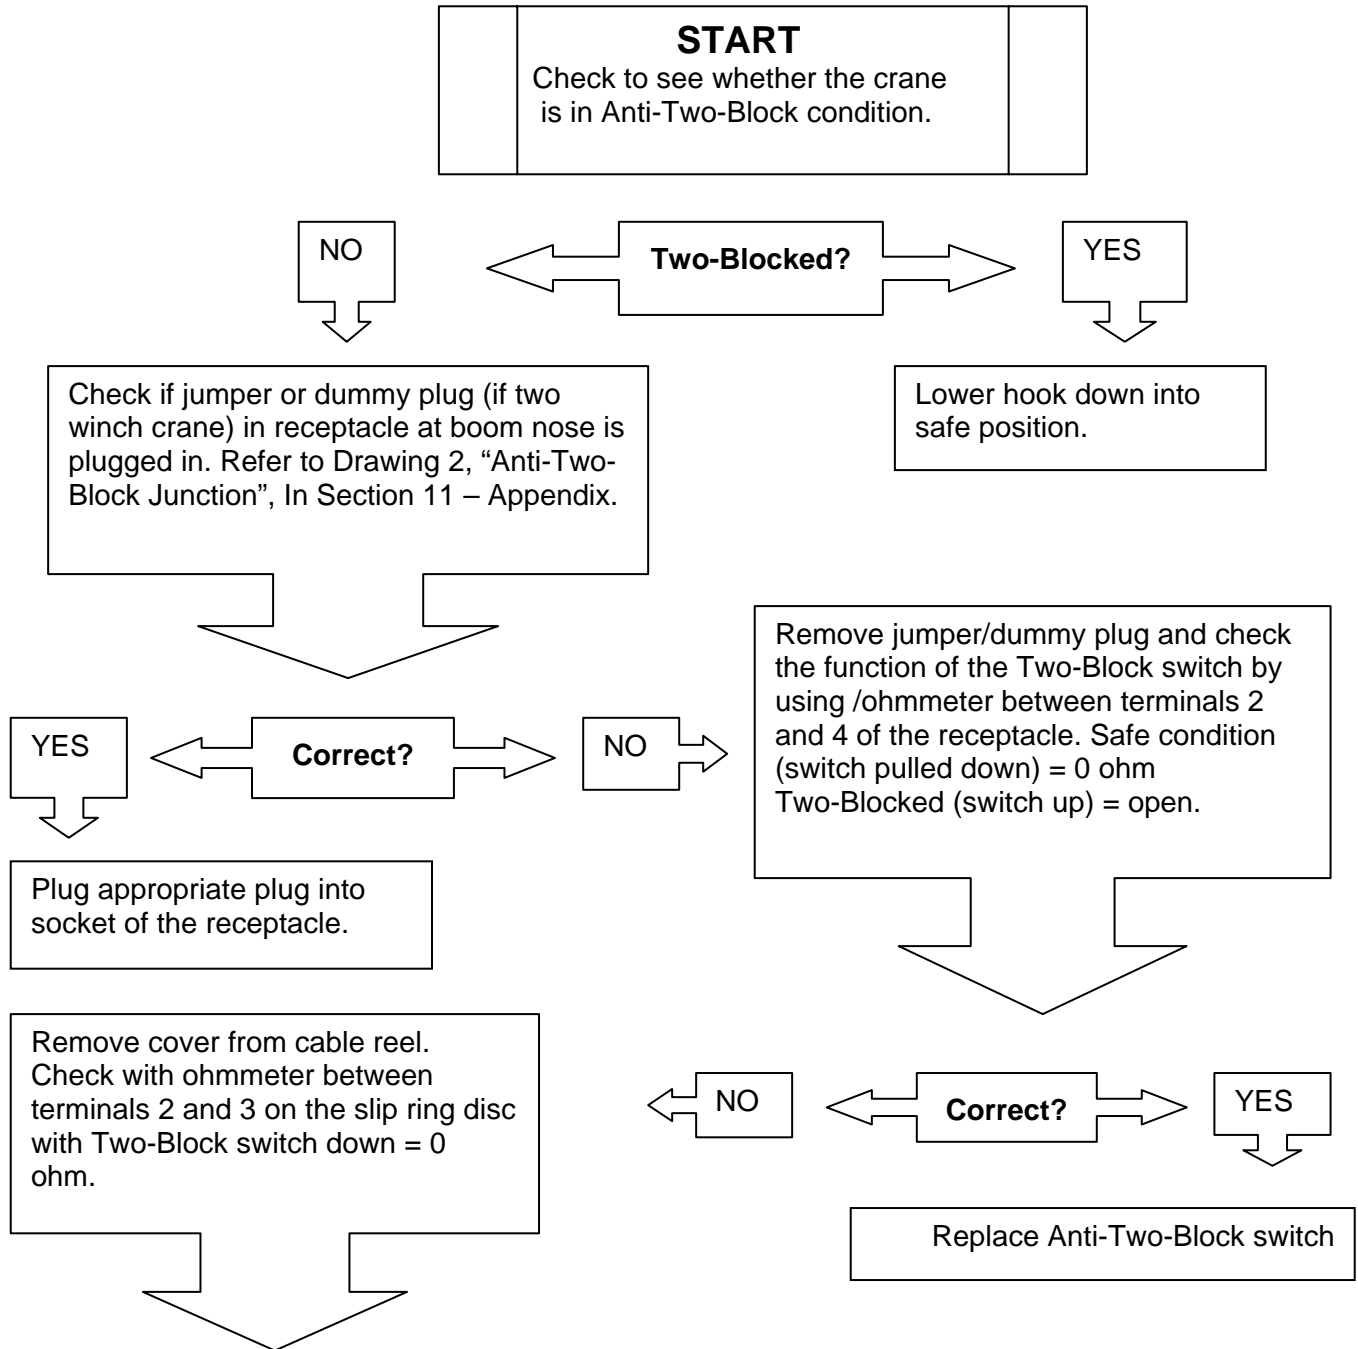 START
Check to see whether the crane
is in Anti-Two-Block condition.
NO
Two-Blocked?
YES
Check if jumper or dummy plug (if two
winch crane) in receptacle at boom nose is
plugged in. Refer to Drawing 2, “Anti-Two-
Block Junction”, In Section 11 – Appendix.
Lower hook down into
safe position.
Remove jumper/dummy plug and check
the function of the Two-Block switch by
using /ohmmeter between terminals 2
and 4 of the receptacle. Safe condition
(switch pulled down) = 0 ohm
Two-Blocked (switch up) = open.
YES
Correct?
NO
Plug appropriate plug into
socket of the receptacle.
Remove cover from cable reel.
Check with ohmmeter between
terminals 2 and 3 on the slip ring disc
with Two-Block switch down = 0
ohm.
NO
Correct?
YES
Replace Anti-Two-Block switch